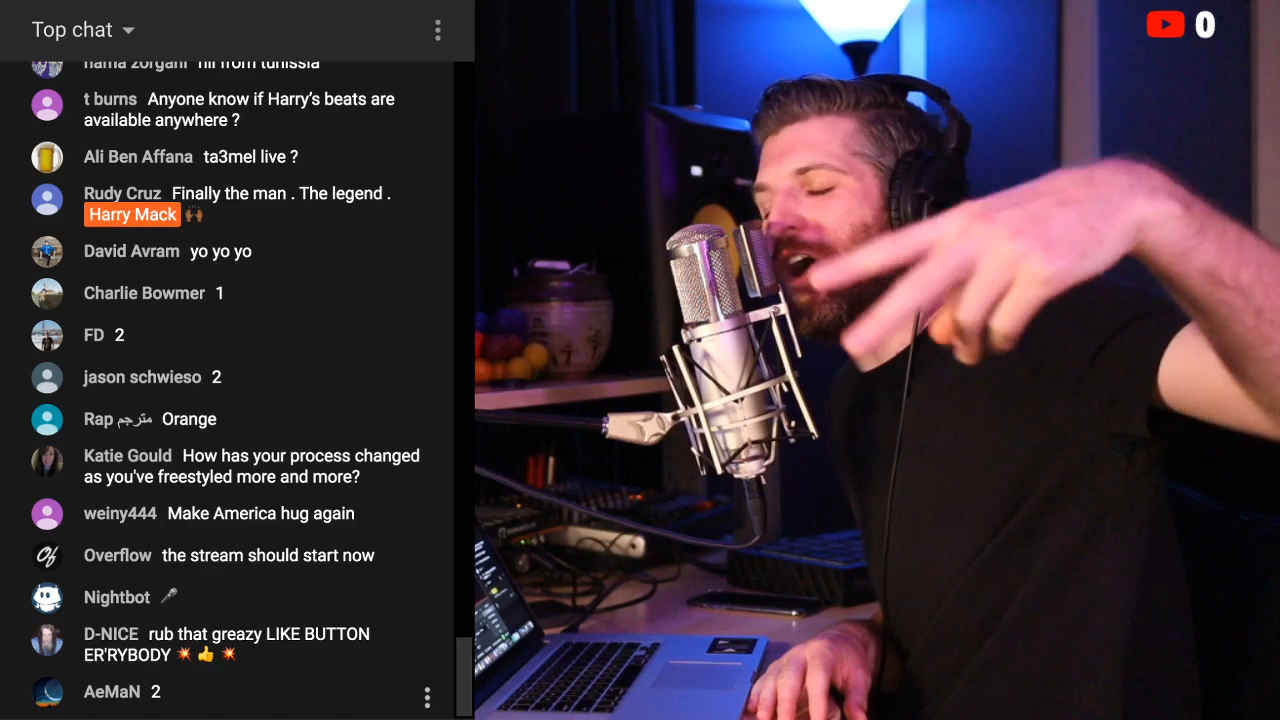 Top chat
0
hama zorgani hii from tunissia
t burns Anyone know if Harry’s beats are
available anywhere ?
Ali Ben Affana ta3mel live ?
Rudy Cruz Finally the man . The legend .
Harry Mack 🙌🏾
David Avram yo yo yo
Charlie Bowmer 1
FD 2
jason schwieso 2
Rap مترجم Orange
Katie Gould How has your process changed
as you've freestyled more and more?
weiny444 Make America hug again
Overflow the stream should start now
Nightbot 🎤
D-NICE rub that greazy LIKE BUTTON
ER'RYBODY 💥 👍 💥
AeMaN 2